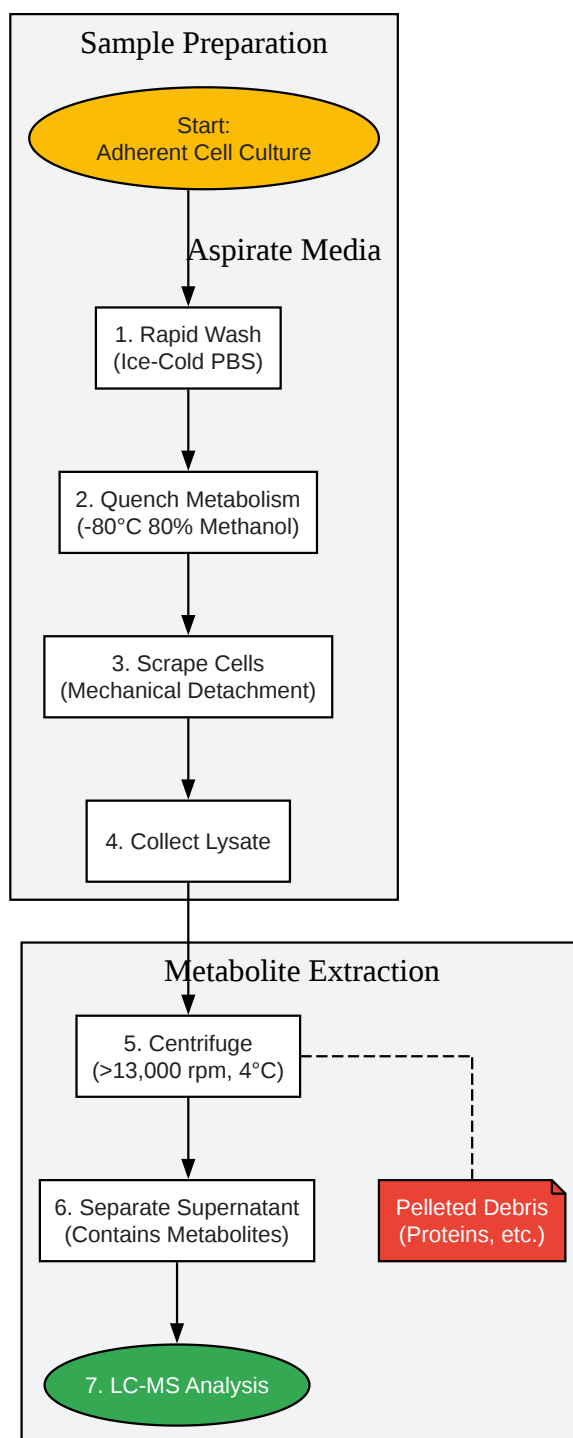 Sample Preparation
Start:
Adherent Cell Culture
Aspirate Media
1. Rapid Wash
(Ice-Cold PBS)
2. Quench Metabolism
(-80°C 80% Methanol)
3. Scrape Cells
(Mechanical Detachment)
4. Collect Lysate
Metabolite Extraction
5. Centrifuge
(>13,000 rpm, 4°C)
6. Separate Supernatant
(Contains Metabolites)
Pelleted Debris
(Proteins, etc.)
7. LC-MS Analysis